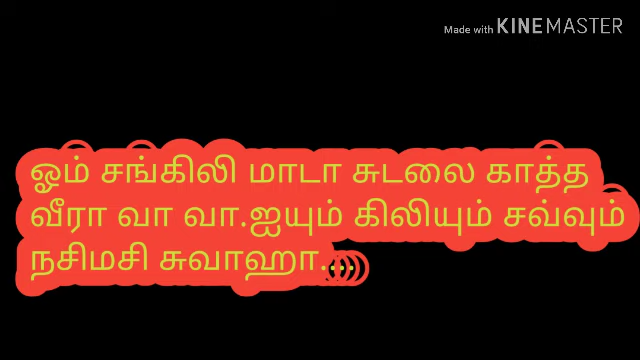 Made with KINEMASTER
ஓம் சங்கிலி மாடா சுடலை காத்த
வீரா வா வா.ஐயும் கிலியும் சவ்வும்
நசிமசி சுவாஹா....